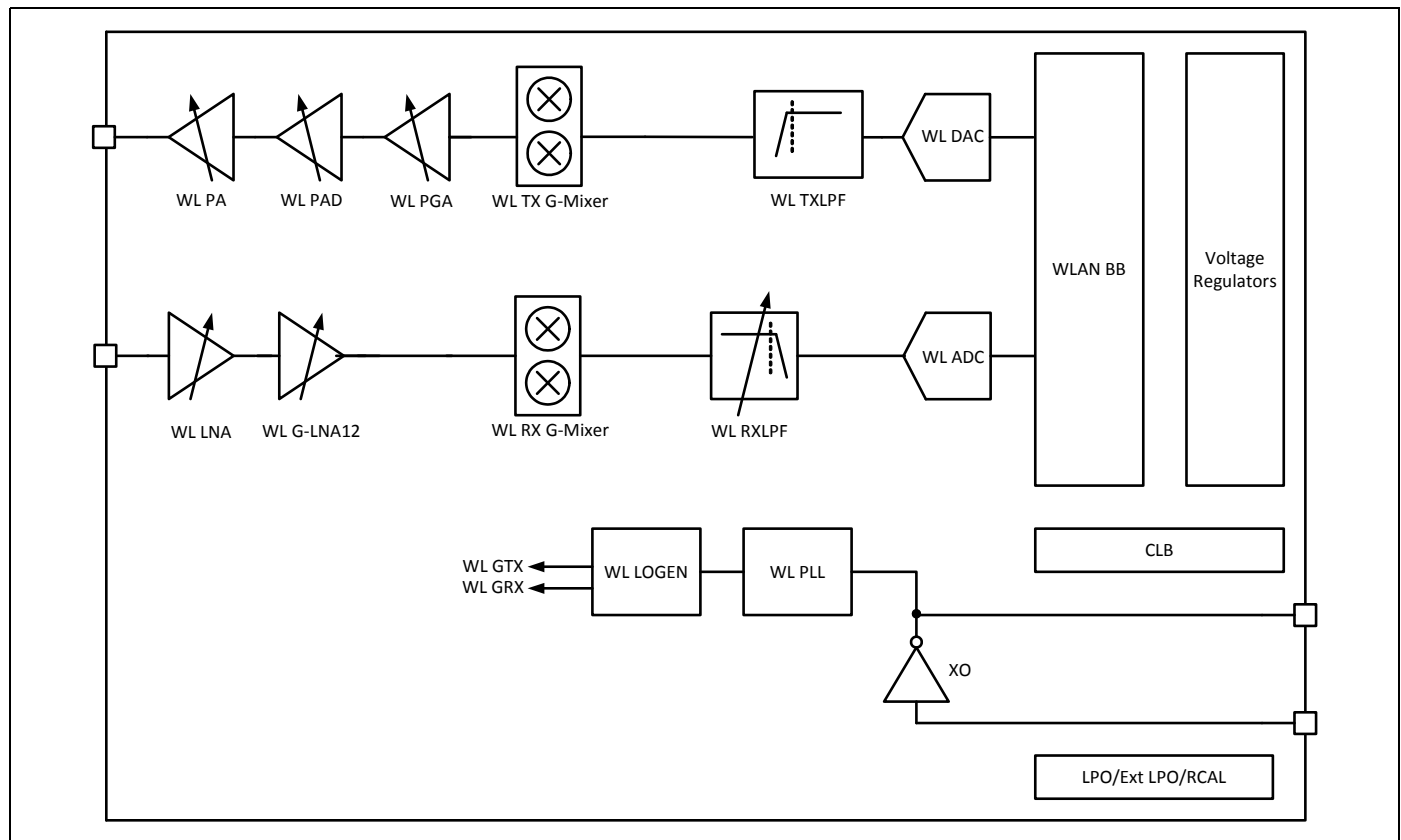 WL PA
WL PAD
WL PGA
WL TX G-Mixer
WL TXLPF
WL DAC
WLAN BB
Voltage
Regulators
WL LNA
WL G-LNA12
WL RX G-Mixer
WL RXLPF
WL ADC
CLB
WL GTX
WL GRX
WL LOGEN
WL PLL
XO
LPO/Ext LPO/RCAL